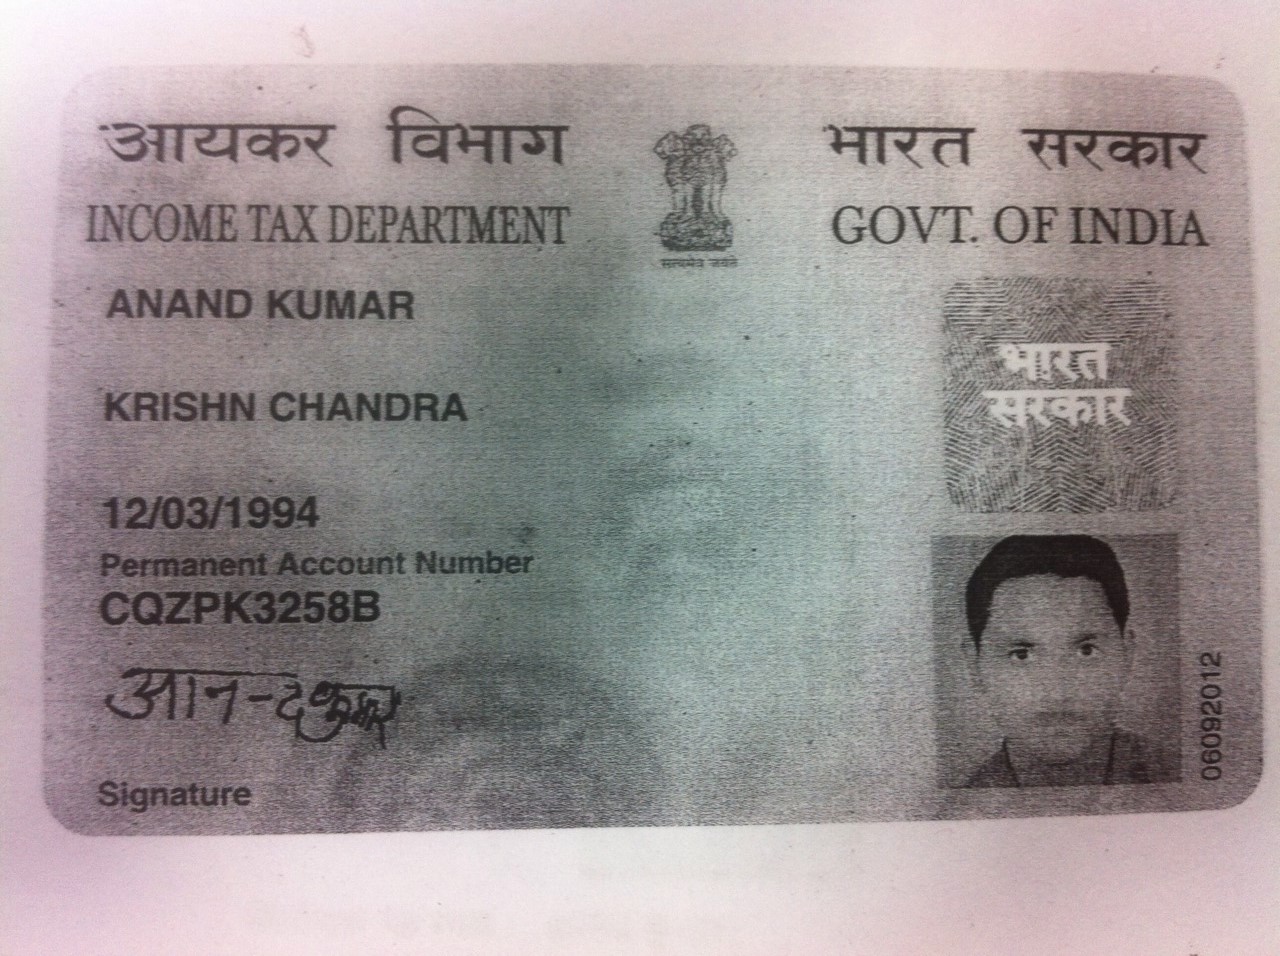 आयकर विभाग
INCOME TAX DEPARTMENT
सत्यमेव जयते
भारत सरकार
GOVT. OF INDIA
ANAND KUMAR
KRISHN CHANDRA
12/03/1994
Permanent Account Number
CQZPK3258B
आनन्द कुमार
Signature
भारत
सरकार
06092012